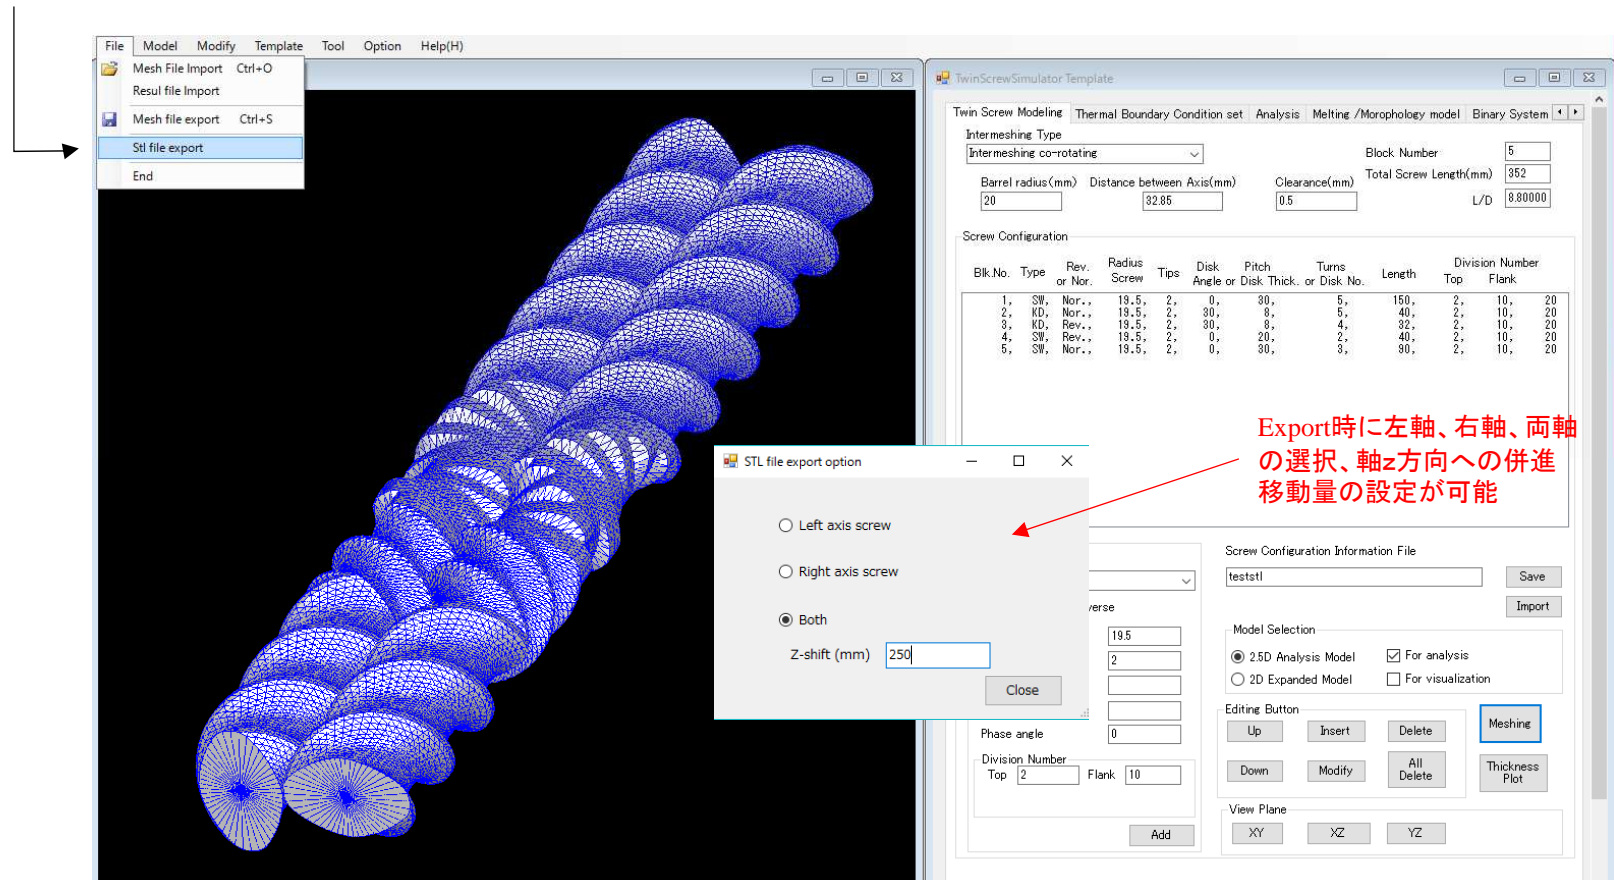 File Model Modify Template Tool Option Help(H)
Mesh File Import Ctrl+O
Resul file Import
Mesh file export Ctrl+S
Stl file export
End
TwinScrewSimulator Template
Twin Screw Modeling Thermal Boundary Condition set Analysis Melting /Morophology model Binary System
Intermeshing Type
Intermeshing co-rotating
Block Number 5
Total Screw Length(mm) 352
L/D 8.80000
Barrel radius(mm) Distance between Axis(mm) Clearance(mm)
20 32.85 0.5
Screw Configuration
Blk.No. Type Rev. or Nor. Radius Screw Tips Disk Angle Pitch or Disk Thick. Turns or Disk No. Length Division Number Top Flank
1, SW, Nor., 19.5, 2, 0, 30, 5, 150, 2, 10, 20
2, KD, Nor., 19.5, 2, 30, 8, 5, 40, 2, 10, 20
3, KD, Rev., 19.5, 2, 30, 8, 4, 32, 2, 10, 20
4, SW, Rev., 19.5, 2, 0, 20, 2, 40, 2, 10, 20
5, SW, Nor., 19.5, 2, 0, 30, 3, 90, 2, 10, 20
Export時に左軸、右軸、両軸
の選択、軸z方向への併進
移動量の設定が可能
STL file export option
Left axis screw
Right axis screw
Both
Z-shift (mm) 250
Close
verse
19.5
2
Phase angle 0
Division Number
Top 2 Flank 10
Add
Screw Configuration Information File
teststl Save
Import
Model Selection
2.5D Analysis Model For analysis
2D Expanded Model For visualization
Editing Button
Up Insert Delete
Down Modify All Delete
Meshing
Thickness Plot
View Plane
XY XZ YZ